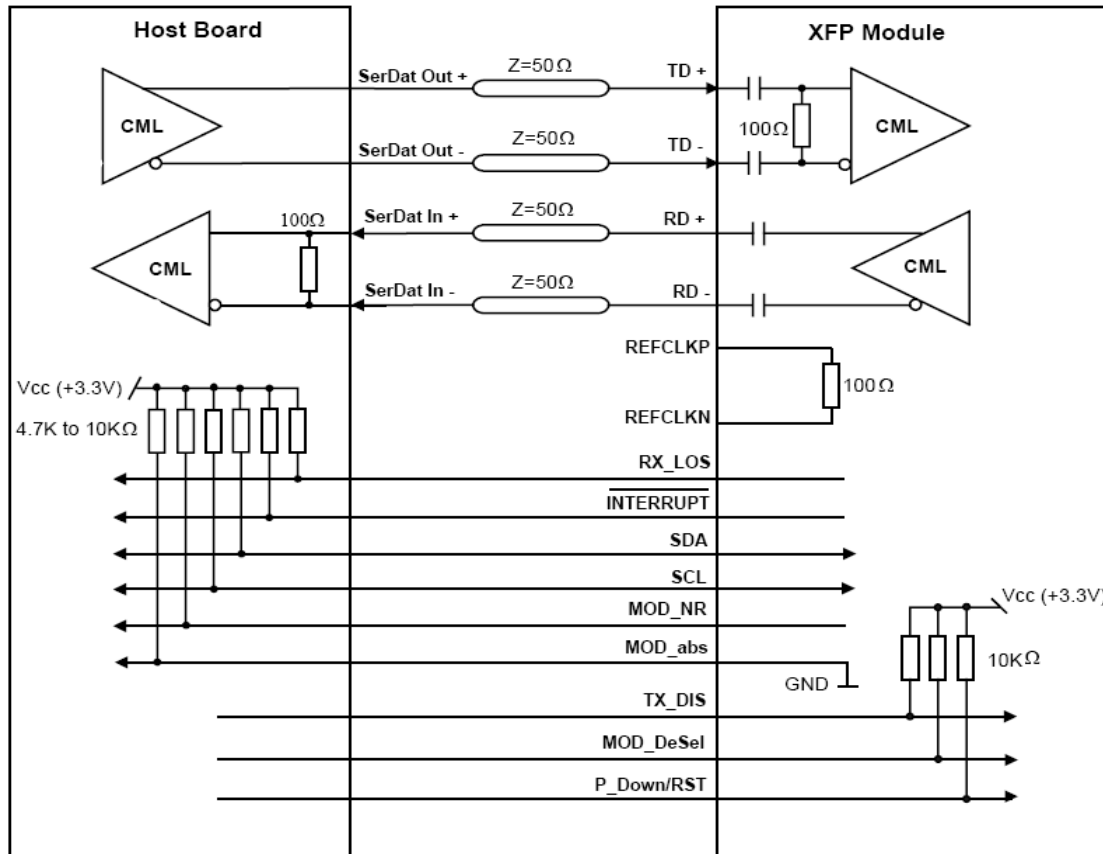 Host Board
XFP Module
SerDat Out +
Z=50Ω
TD +
CML
100Ω
CML
SerDat Out -
Z=50Ω
TD -
100Ω
SerDat In +
Z=50Ω
RD +
CML
CML
SerDat In -
Z=50Ω
RD -
REFCLKP
Vcc (+3.3V)
100Ω
4.7K to 10KΩ
REFCLKN
RX_LOS
INTERRUPT
SDA
SCL
Vcc (+3.3V)
MOD_NR
MOD_abs
10KΩ
GND
TX_DIS
MOD_DeSel
P_Down/RST